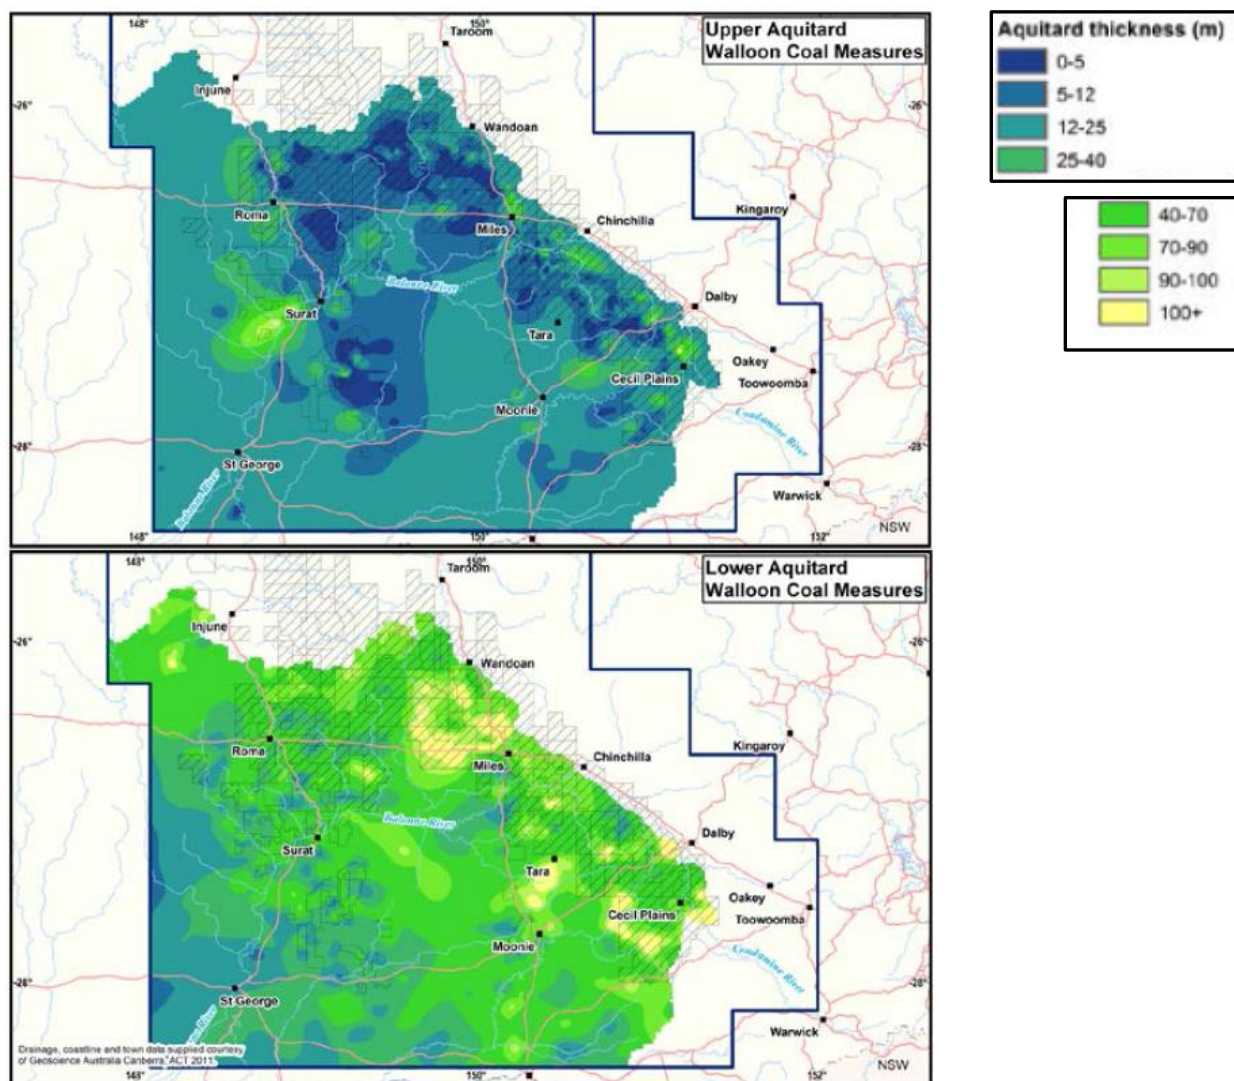 148°
150°
Upper Aquitard
Walloon Coal Measures
Taroom
Injune
-26°
-26°
Wandoan
Kingaroy
Roma
Miles
Chinchilla
Balonne River
Surat
Dalby
Tara
Oakey
Toowoomba
Cecil Plains
Moonie
Condamine River
-28°
-28°
St George
Balonne River
Warwick
NSW
148°
150°
152°
Aquitard thickness (m)
0-5
5-12
12-25
25-40
40-70
70-90
90-100
100+
148°
150°
Lower Aquitard
Walloon Coal Measures
Taroom
Injune
-26°
-26°
Wandoan
Kingaroy
Roma
Miles
Chinchilla
Balonne River
Surat
Dalby
Tara
Oakey
Toowoomba
Cecil Plains
Moonie
Condamine River
-28°
-28°
St George
River
Warwick
Drainage, coastline and town data supplied courtesy
of Geoscience Australia Canberra, ACT 2011.
NSW
148°
150°
152°